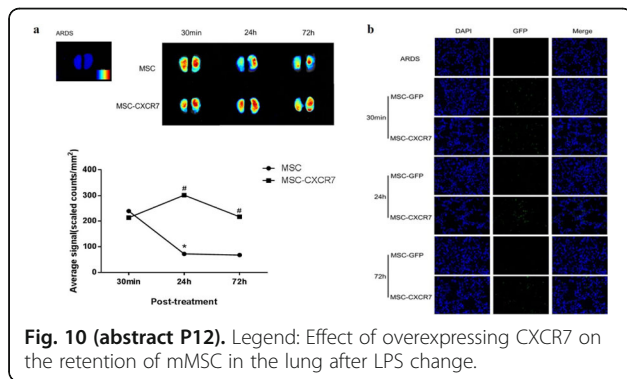 a
ARDS
30min 24h 72h
MSC
MSC-CXCR7
Average signal(scaled counts/mm²)
400
300
200
100
0
MSC
MSC-CXCR7
#
#
*
30min 24h 72h
Post-treatment
b
DAPI GFP Merge
ARDS
30min
MSC-GFP
MSC-CXCR7
24h
MSC-GFP
MSC-CXCR7
72h
MSC-GFP
MSC-CXCR7
Fig. 10 (abstract P12). Legend: Effect of overexpressing CXCR7 on
the retention of mMSC in the lung after LPS change.